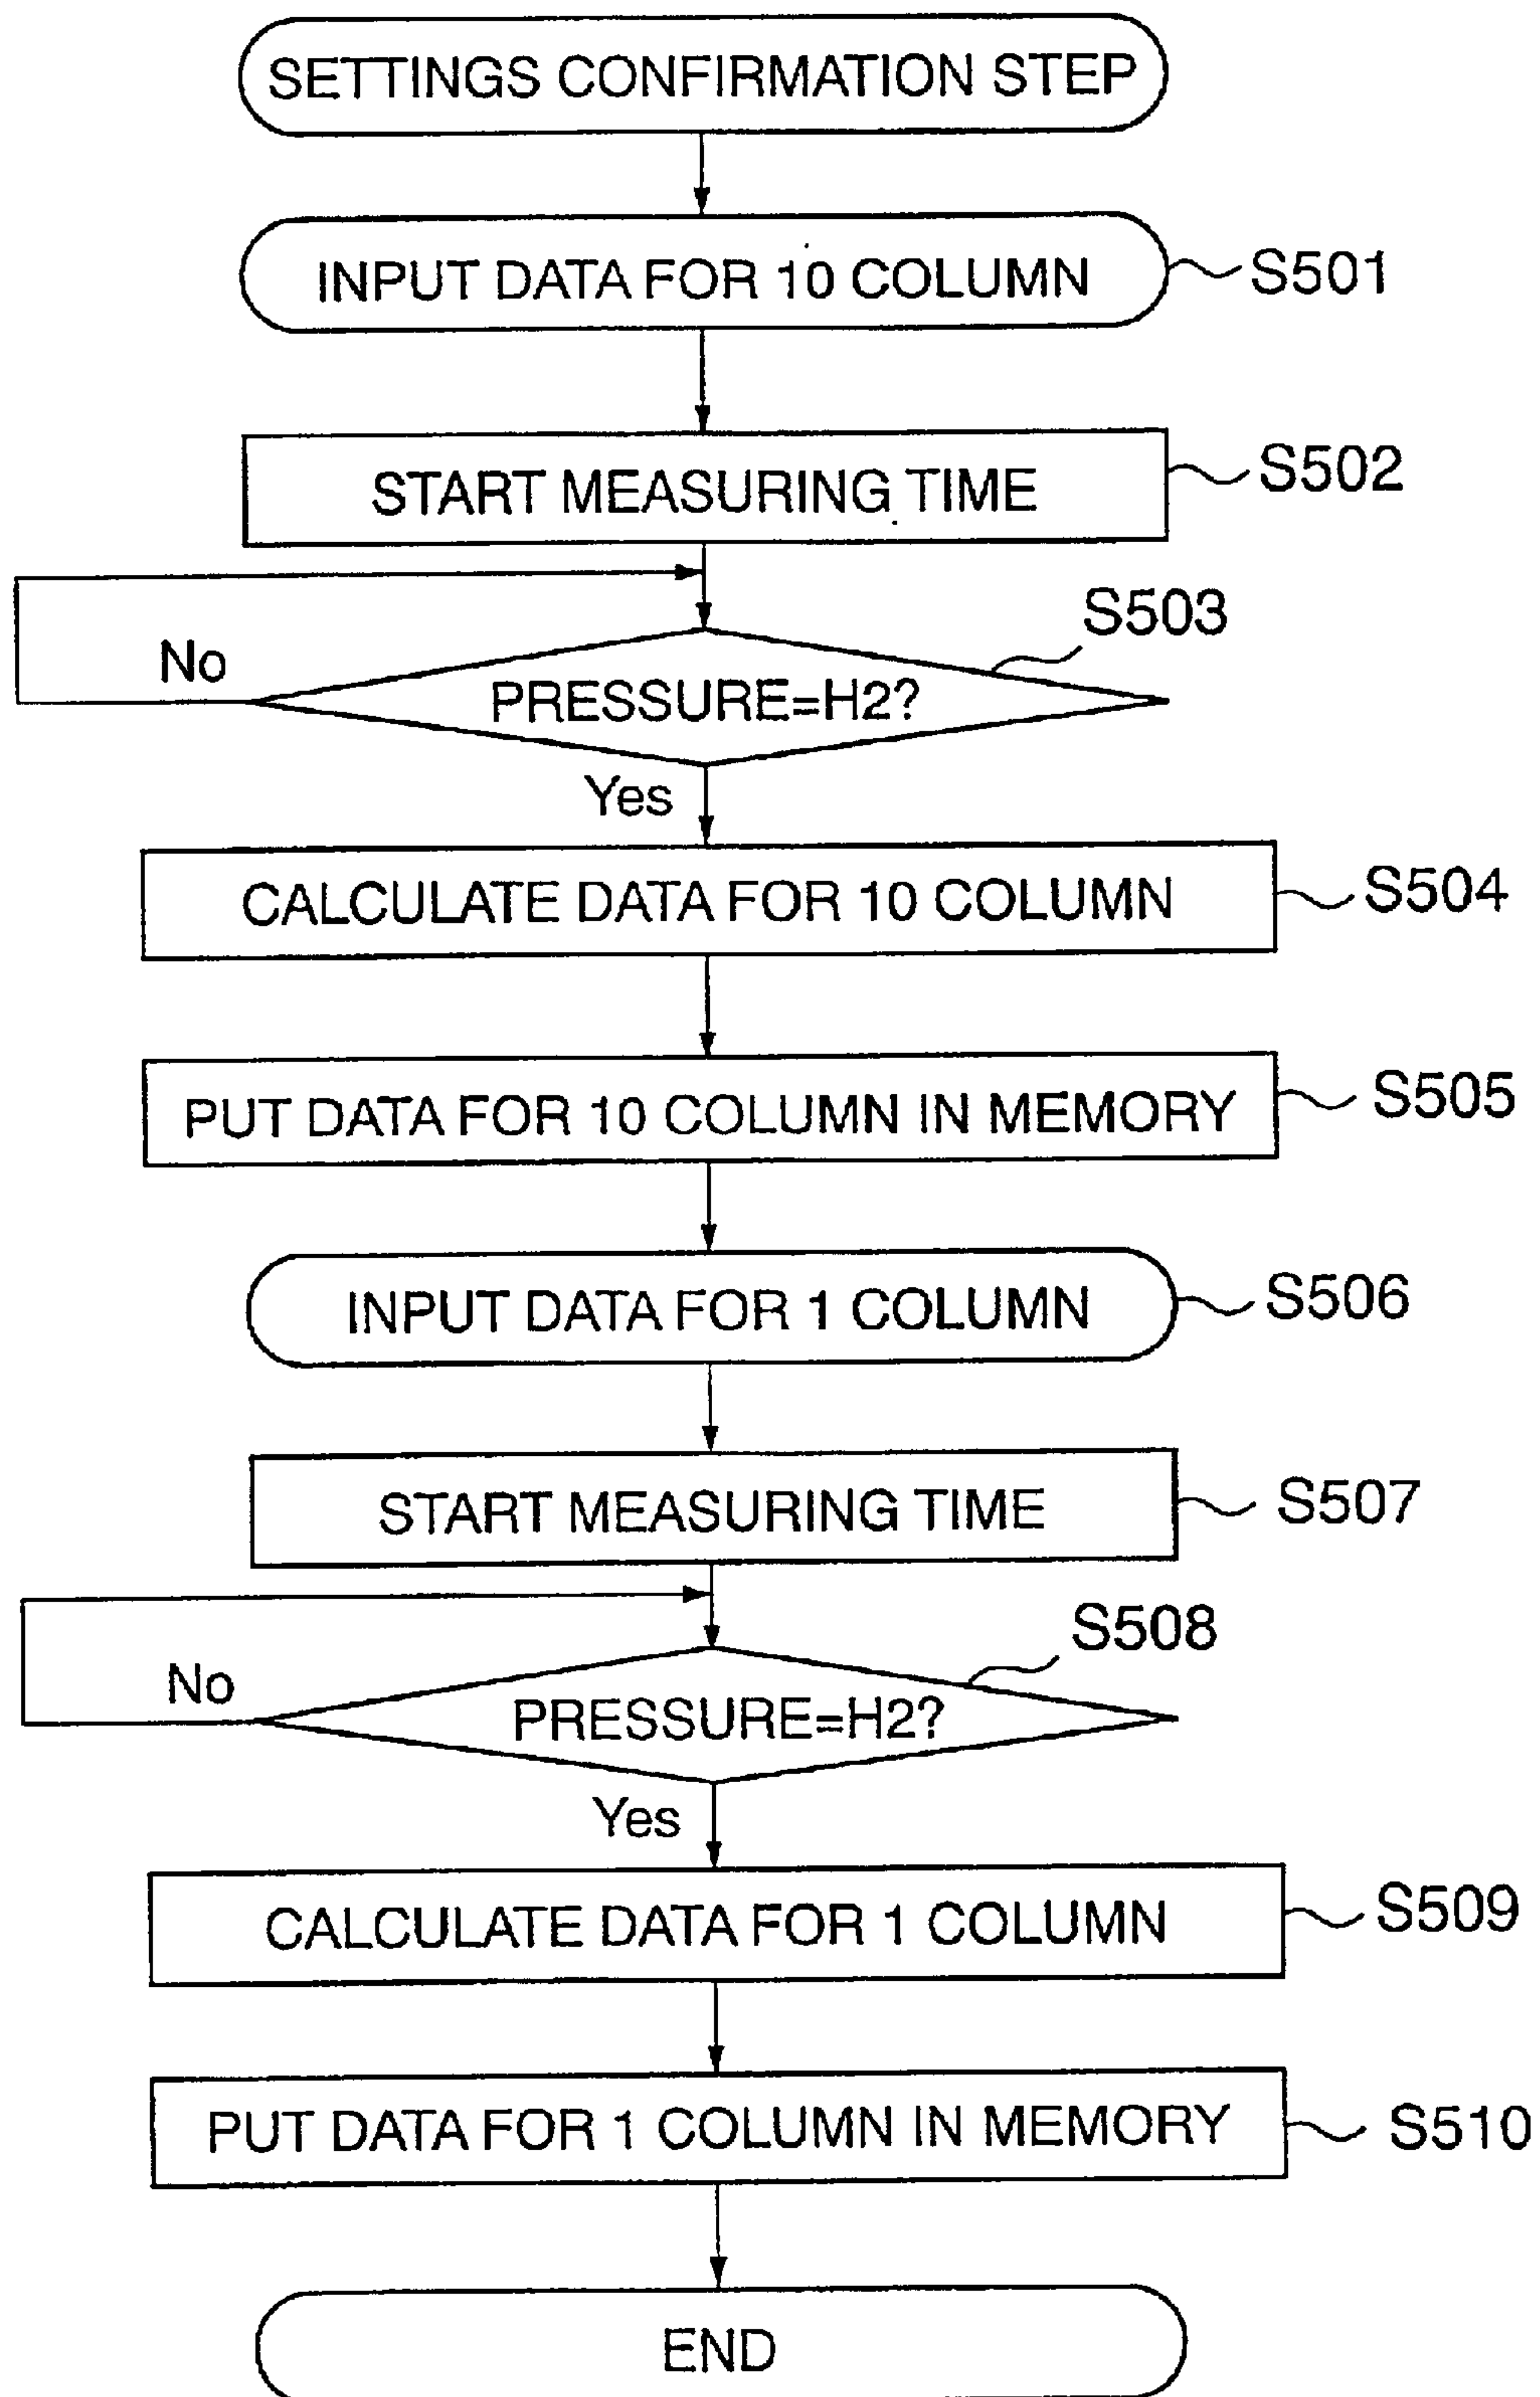 SETTINGS CONFIRMATION STEP
INPUT DATA FOR 10 COLUMN
S501
START MEASURING TIME
S502
S503
No
PRESSURE=H2?
Yes
CALCULATE DATA FOR 10 COLUMN
S504
PUT DATA FOR 10 COLUMN IN MEMORY
S505
INPUT DATA FOR 1 COLUMN
S506
START MEASURING TIME
S507
S508
No
PRESSURE=H2?
Yes
CALCULATE DATA FOR 1 COLUMN
S509
PUT DATA FOR 1 COLUMN IN MEMORY
S510
END